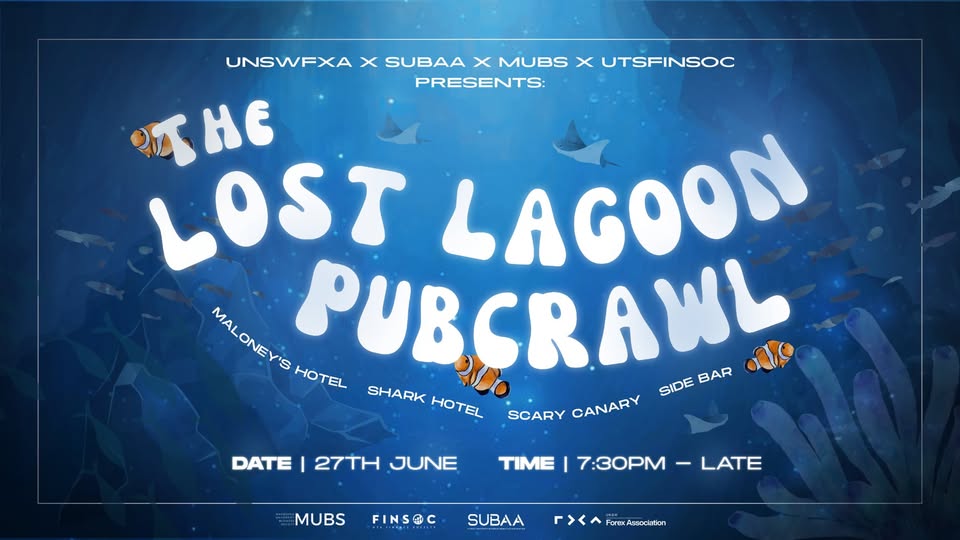 UNSWFXA X SUBAA X MUBS X UTSFINSOC
PRESENTS:
THE
LOST LAGOON
PUBCRAWL
MALONEY'S HOTEL SHARK HOTEL SCARY CANARY SIDE BAR
DATE | 27TH JUNE TIME | 7:30PM – LATE
MUBS
FINSOC
SUBAA
UNSW
Forex Association